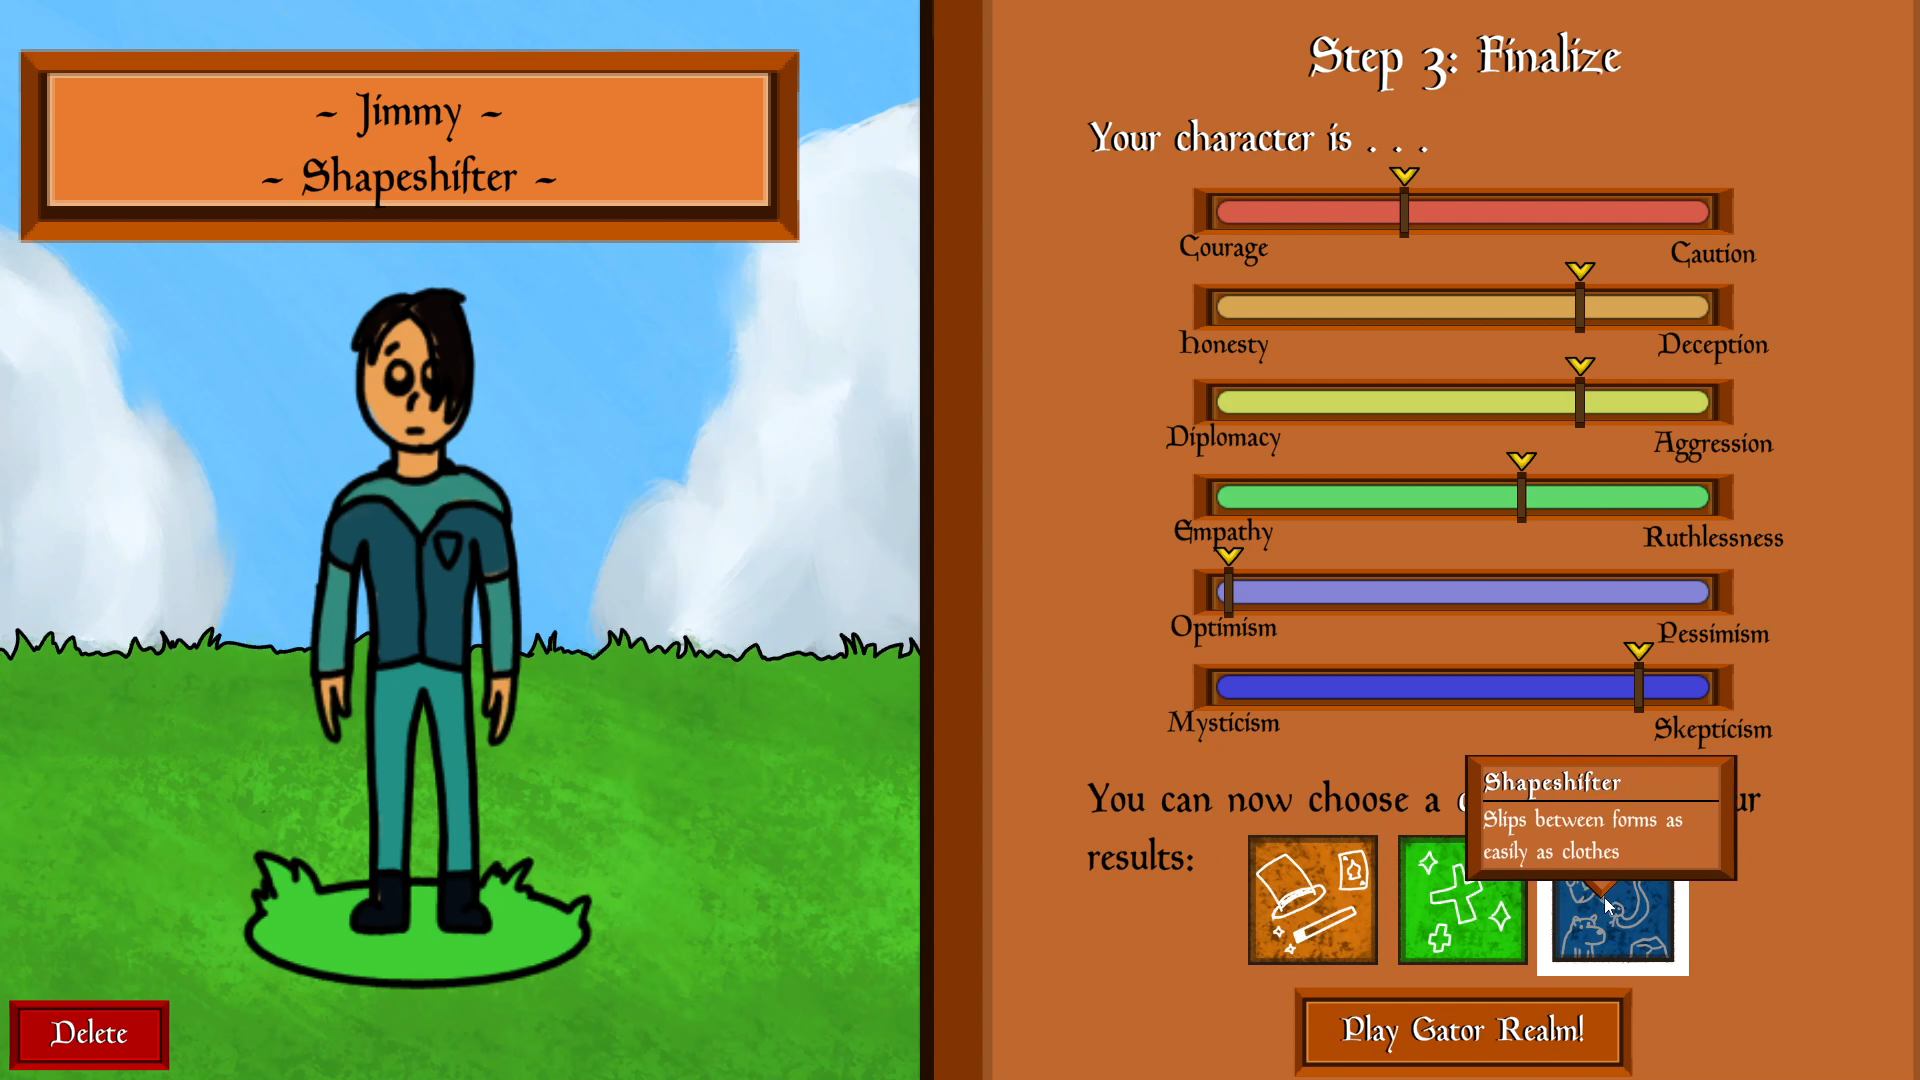 ~ Jimmy ~
~ Shapeshifter ~
Delete
Step 3: Finalize
Your character is . . .
Courage Caution
Honesty Deception
Diplomacy Aggression
Empathy Ruthlessness
Optimism Pessimism
Mysticism Skepticism
You can now choose a
results:
Shapeshifter
Slips between forms as
easily as clothes
Play Gator Realm!